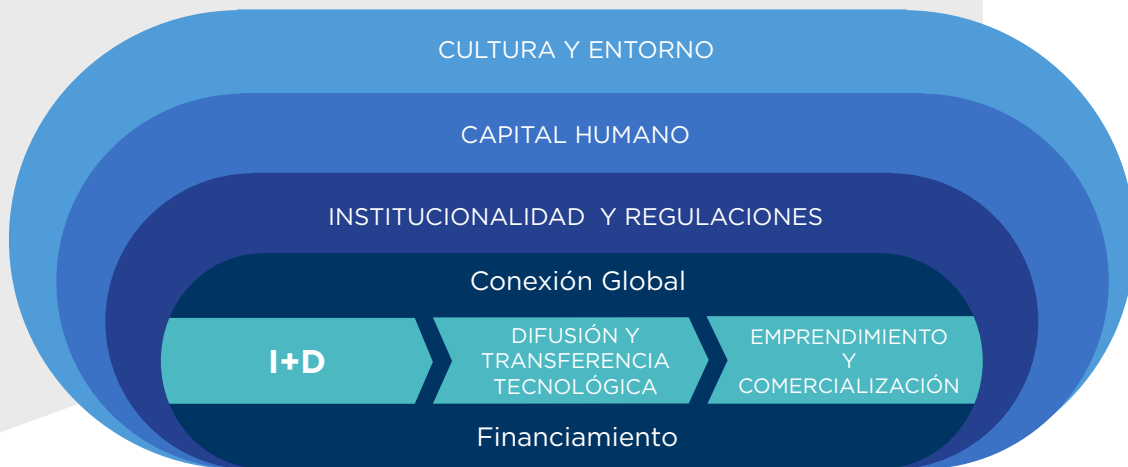 CULTURA Y ENTORNO
CAPITAL HUMANO
INSTITUCIONALIDAD Y REGULACIONES
Conexión Global
I+D
DIFUSIÓN Y
TRANSFERENCIA
TECNOLÓGICA
EMPRENDIMIENTO
Y
COMERCIALIZACIÓN
Financiamiento